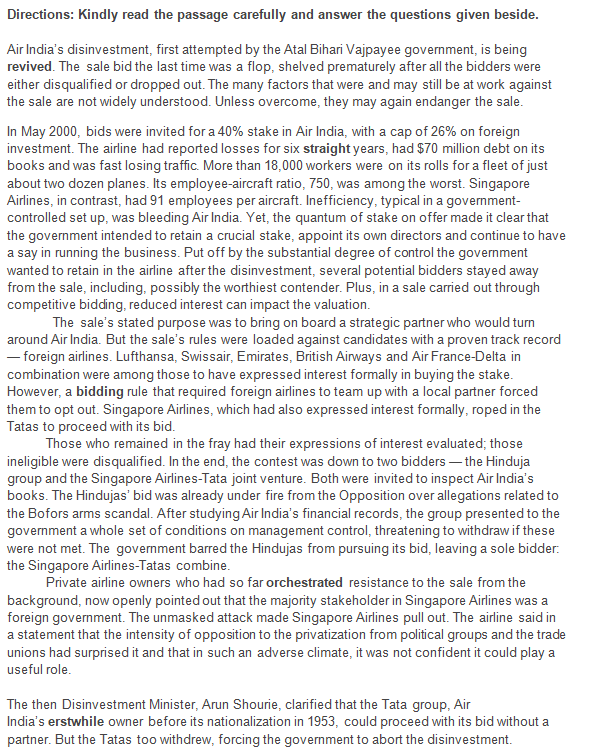 Directions: Kindly read the passage carefully and answer the questions given beside.
Air India's disinvestment, first attempted by the Atal Bihari Vajpayee government, is being
revived. The sale bid the last time was a flop, shelved prematurely after all the bidders were
either disqualified or dropped out. The many factors that were and may still be at work against
the sale are not widely understood. Unless overcome, they may again endanger the sale.
In May 2000, bids were invited for a 40% stake in Air India, with a cap of 26% on foreign
investment. The airline had reported losses for six straight years, had $70 million debt on its
books and was fast losing traffic. More than 18,000 workers were on its rolls for a fleet of just
about two dozen planes. Its employee-aircraft ratio, 750, was among the worst. Singapore
Airlines, in contrast, had 91 employees per aircraft. Inefficiency, typical in a government-
controlled set up, was bleeding Air India. Yet, the quantum of stake on offer made it clear that
the government intended to retain a crucial stake, appoint its own directors and continue to have
a say in running the business. Put off by the substantial degree of control the government
wanted to retain in the airline after the disinvestment, several potential bidders stayed away
from the sale, including, possibly the worthiest contender. Plus, in a sale carried out through
competitive bidding, reduced interest can impact the valuation.
The sale's stated purpose was to bring on board a strategic partner who would turn
around Air India. But the sale's rules were loaded against candidates with a proven track record
— foreign airlines. Lufthansa, Swissair, Emirates, British Airways and Air France-Delta in
combination were among those to have expressed interest formally in buying the stake.
However, a bidding rule that required foreign airlines to team up with a local partner forced
them to opt out. Singapore Airlines, which had also expressed interest formally, roped in the
Tatas to proceed with its bid.
Those who remained in the fray had their expressions of interest evaluated; those
ineligible were disqualified. In the end, the contest was down to two bidders — the Hinduja
group and the Singapore Airlines-Tata joint venture. Both were invited to inspect Air India's
books. The Hindujas' bid was already under fire from the Opposition over allegations related to
the Bofors arms scandal. After studying Air India's financial records, the group presented to the
government a whole set of conditions on management control, threatening to withdraw if these
were not met. The government barred the Hindujas from pursuing its bid, leaving a sole bidder:
the Singapore Airlines-Tatas combine.
Private airline owners who had so far orchestrated resistance to the sale from the
background, now openly pointed out that the majority stakeholder in Singapore Airlines was a
foreign government. The unmasked attack made Singapore Airlines pull out. The airline said in
a statement that the intensity of opposition to the privatization from political groups and the trade
unions had surprised it and that in such an adverse climate, it was not confident it could play a
useful role.
The then Disinvestment Minister, Arun Shourie, clarified that the Tata group, Air
India's erstwhile owner before its nationalization in 1953, could proceed with its bid without a
partner. But the Tatas too withdrew, forcing the government to abort the disinvestment.